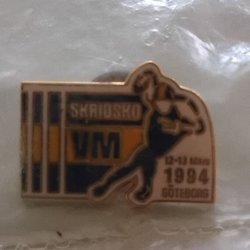 SKRIDSKO
VM
12-13 Mars
1994
GÖTEBORG